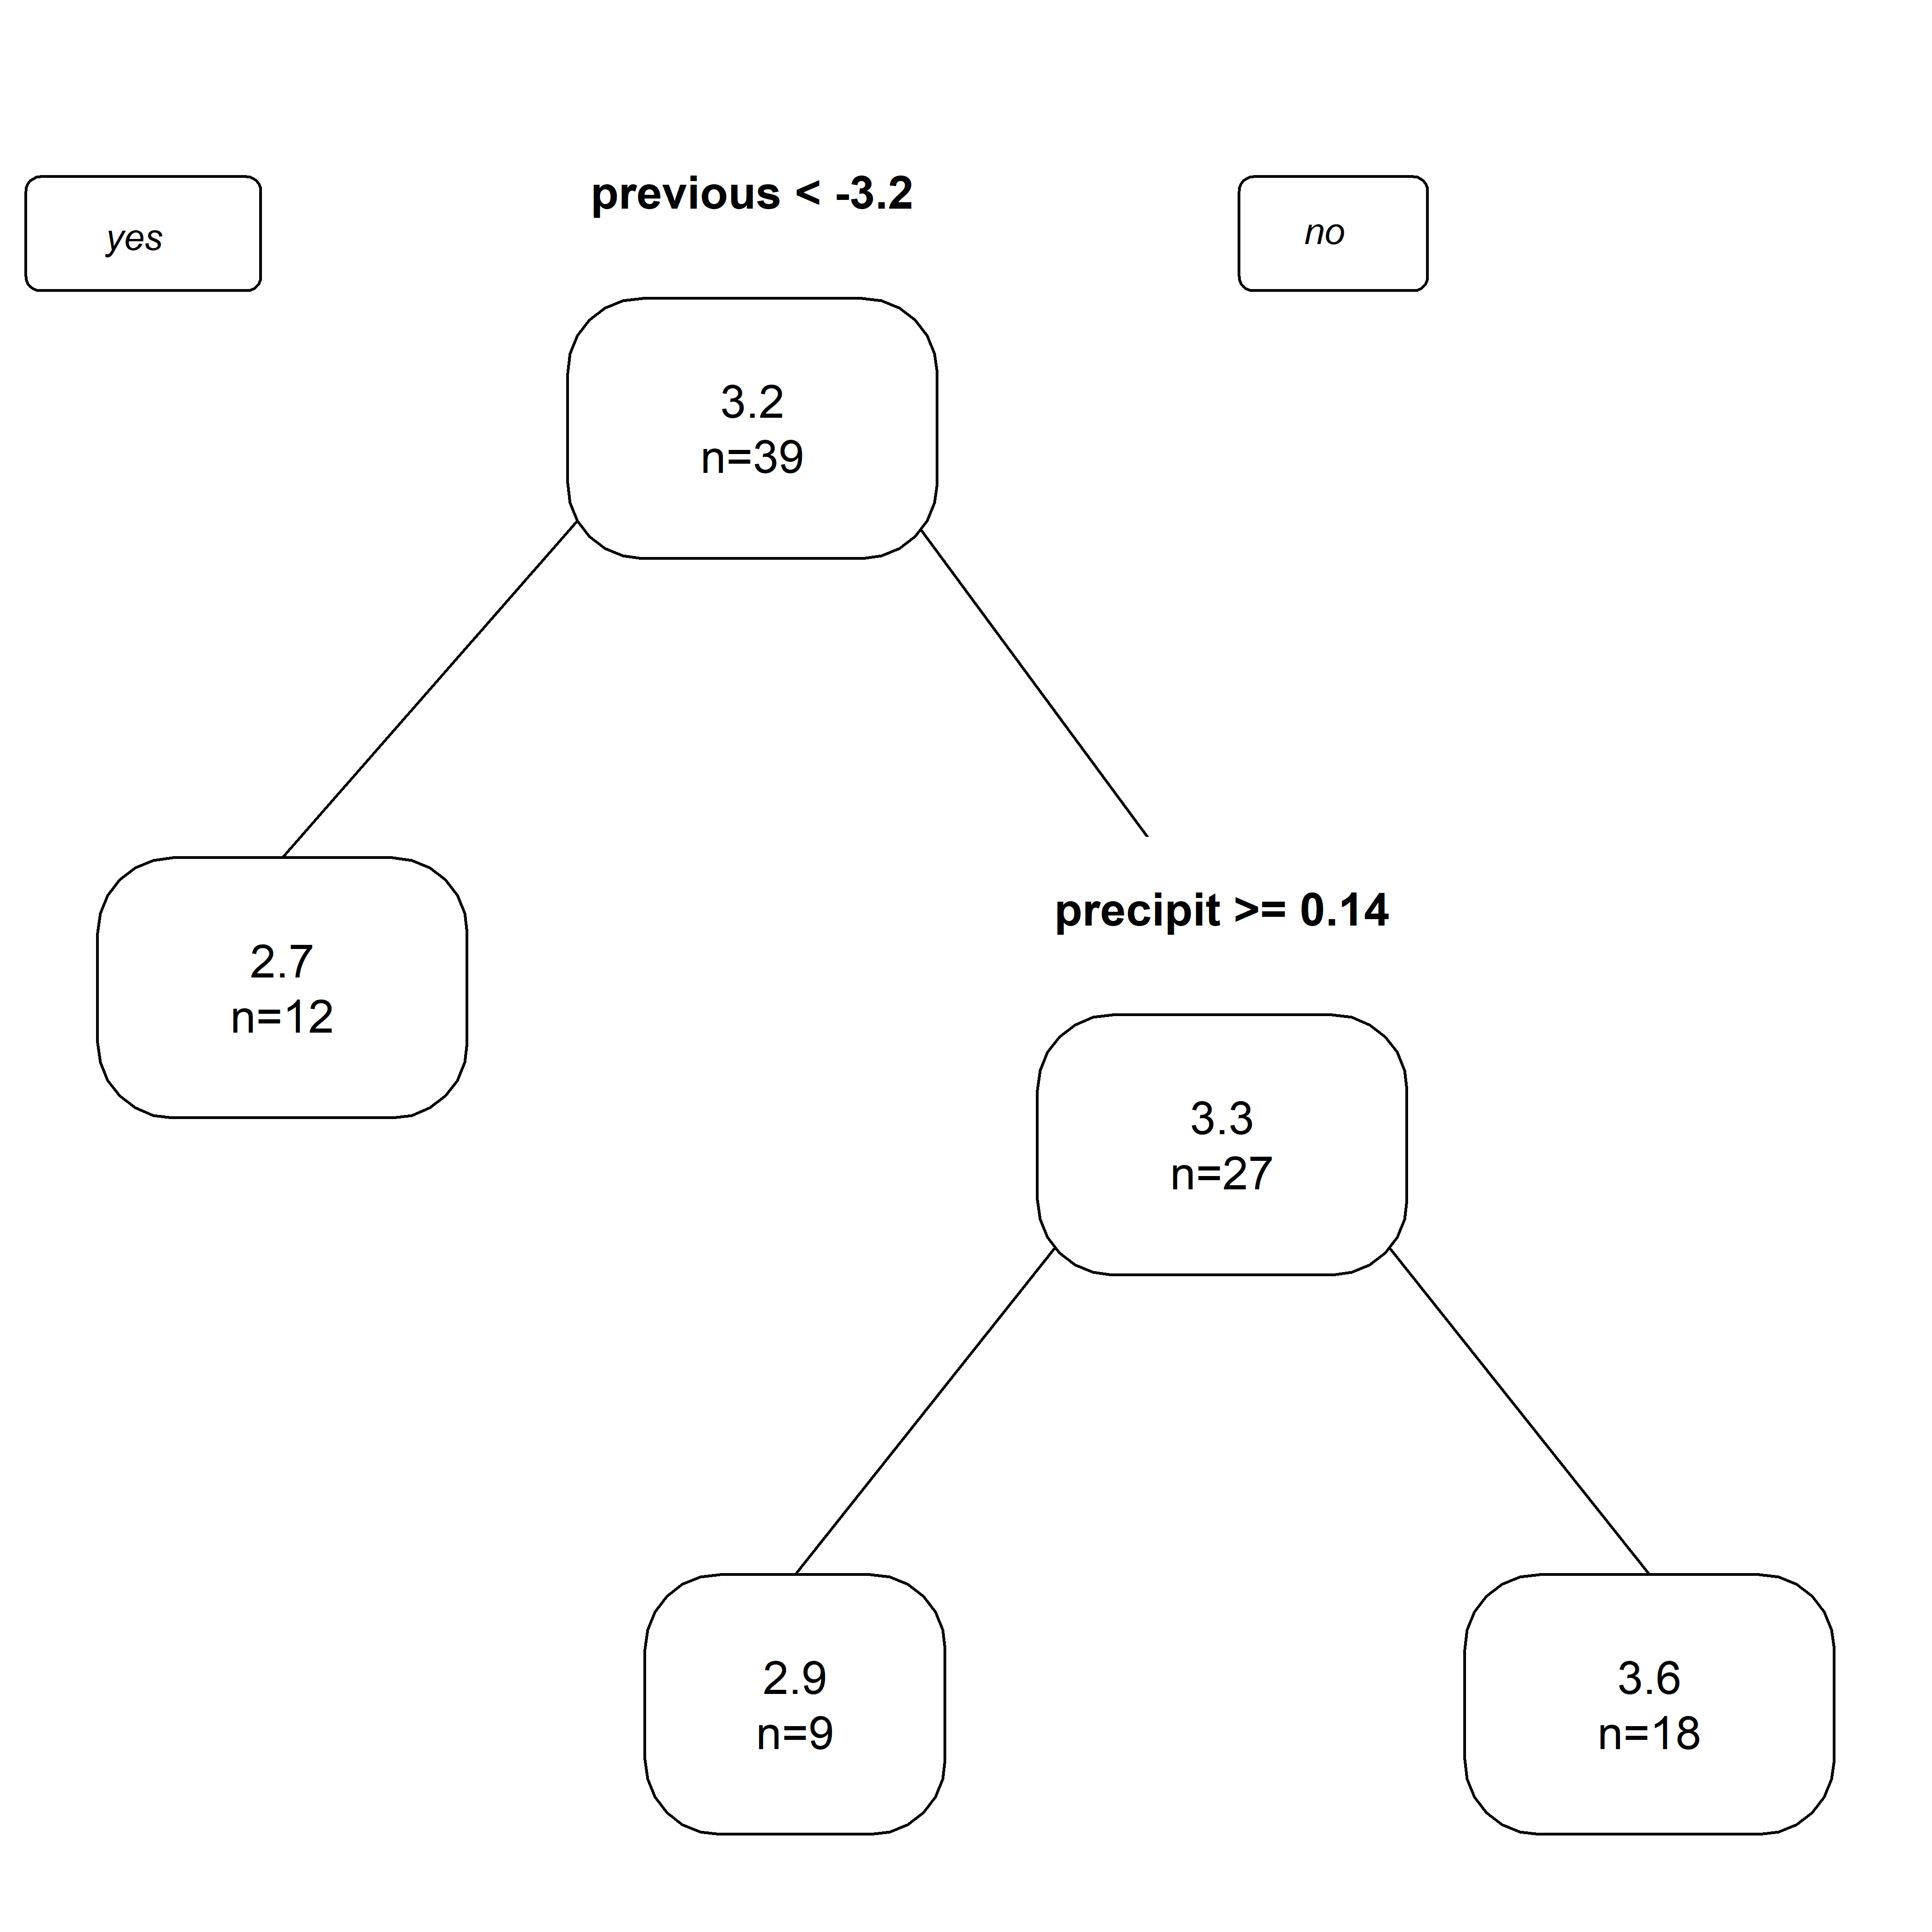 previous < -3.2
yes
no
3.2
n=39
2.7
n=12
precipit >= 0.14
3.3
n=27
2.9
n=9
3.6
n=18